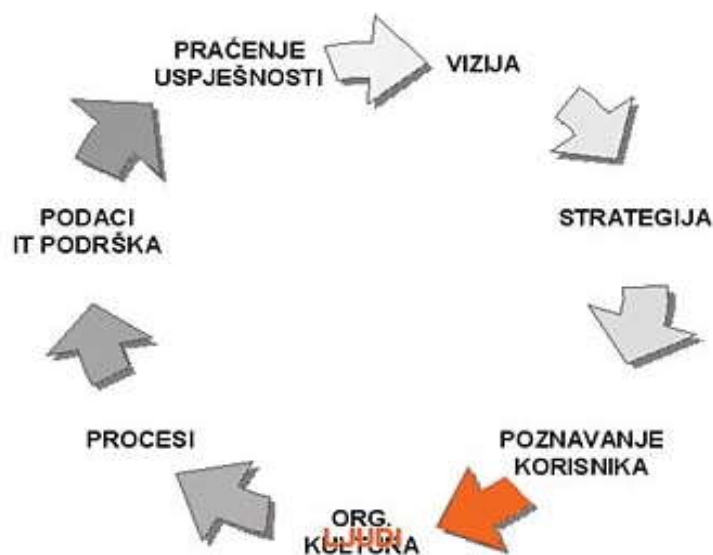 PRAĆENJE
USPJEŠNOSTI
VIZIJA
STRATEGIJA
POZNAVANJE
KORISNIKA
ORG.
LJUDI
KULTURA
PROCESI
PODACI
IT PODRŠKA